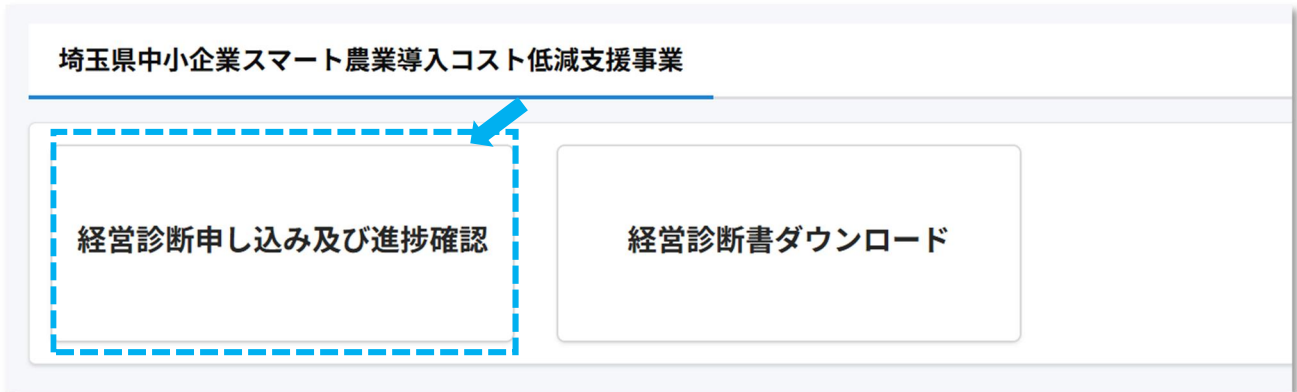 埼玉県中小企業スマート農業導入コスト低減支援事業
経営診断申し込み及び進捗確認
経営診断書ダウンロード